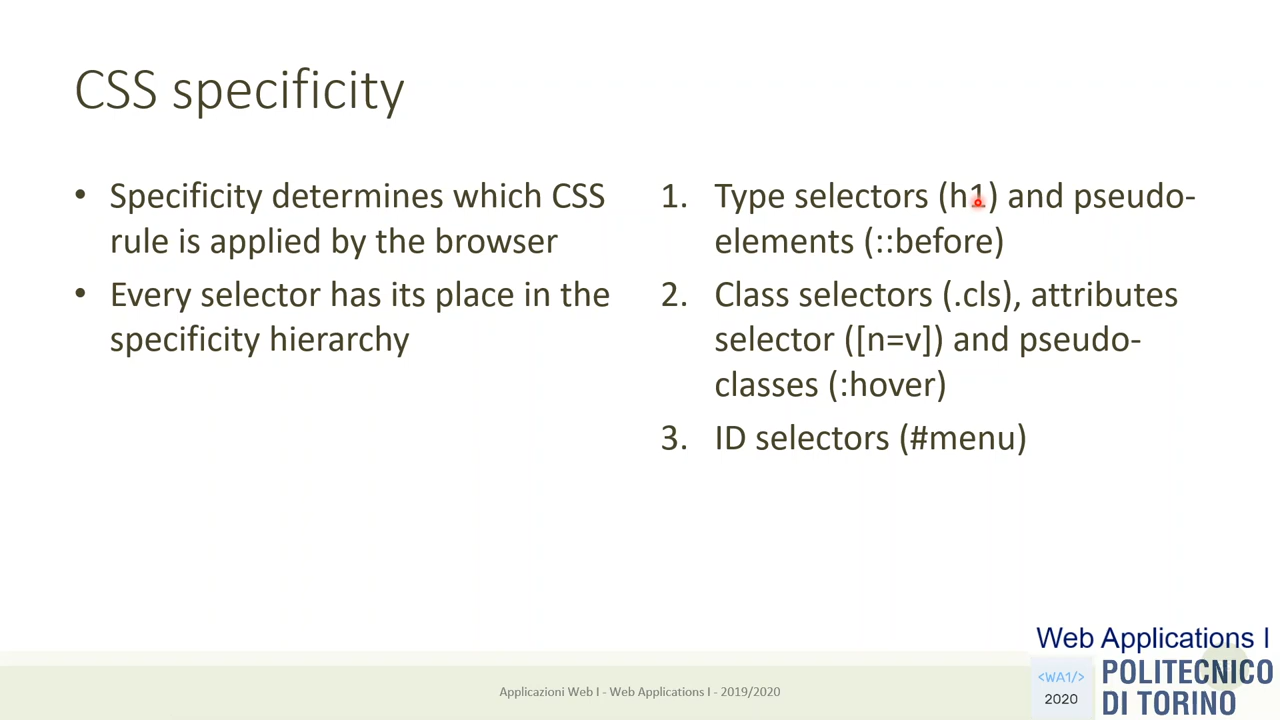 CSS specificity
• Specificity determines which CSS
rule is applied by the browser
• Every selector has its place in the
specificity hierarchy
1. Type selectors (h1) and pseudo-
elements (::before)
2. Class selectors (.cls), attributes
selector ([n=v]) and pseudo-
classes (:hover)
3. ID selectors (#menu)
Applicazioni Web I - Web Applications I - 2019/2020
Web Applications I
<WA1/>
2020
POLITECNICO
DI TORINO